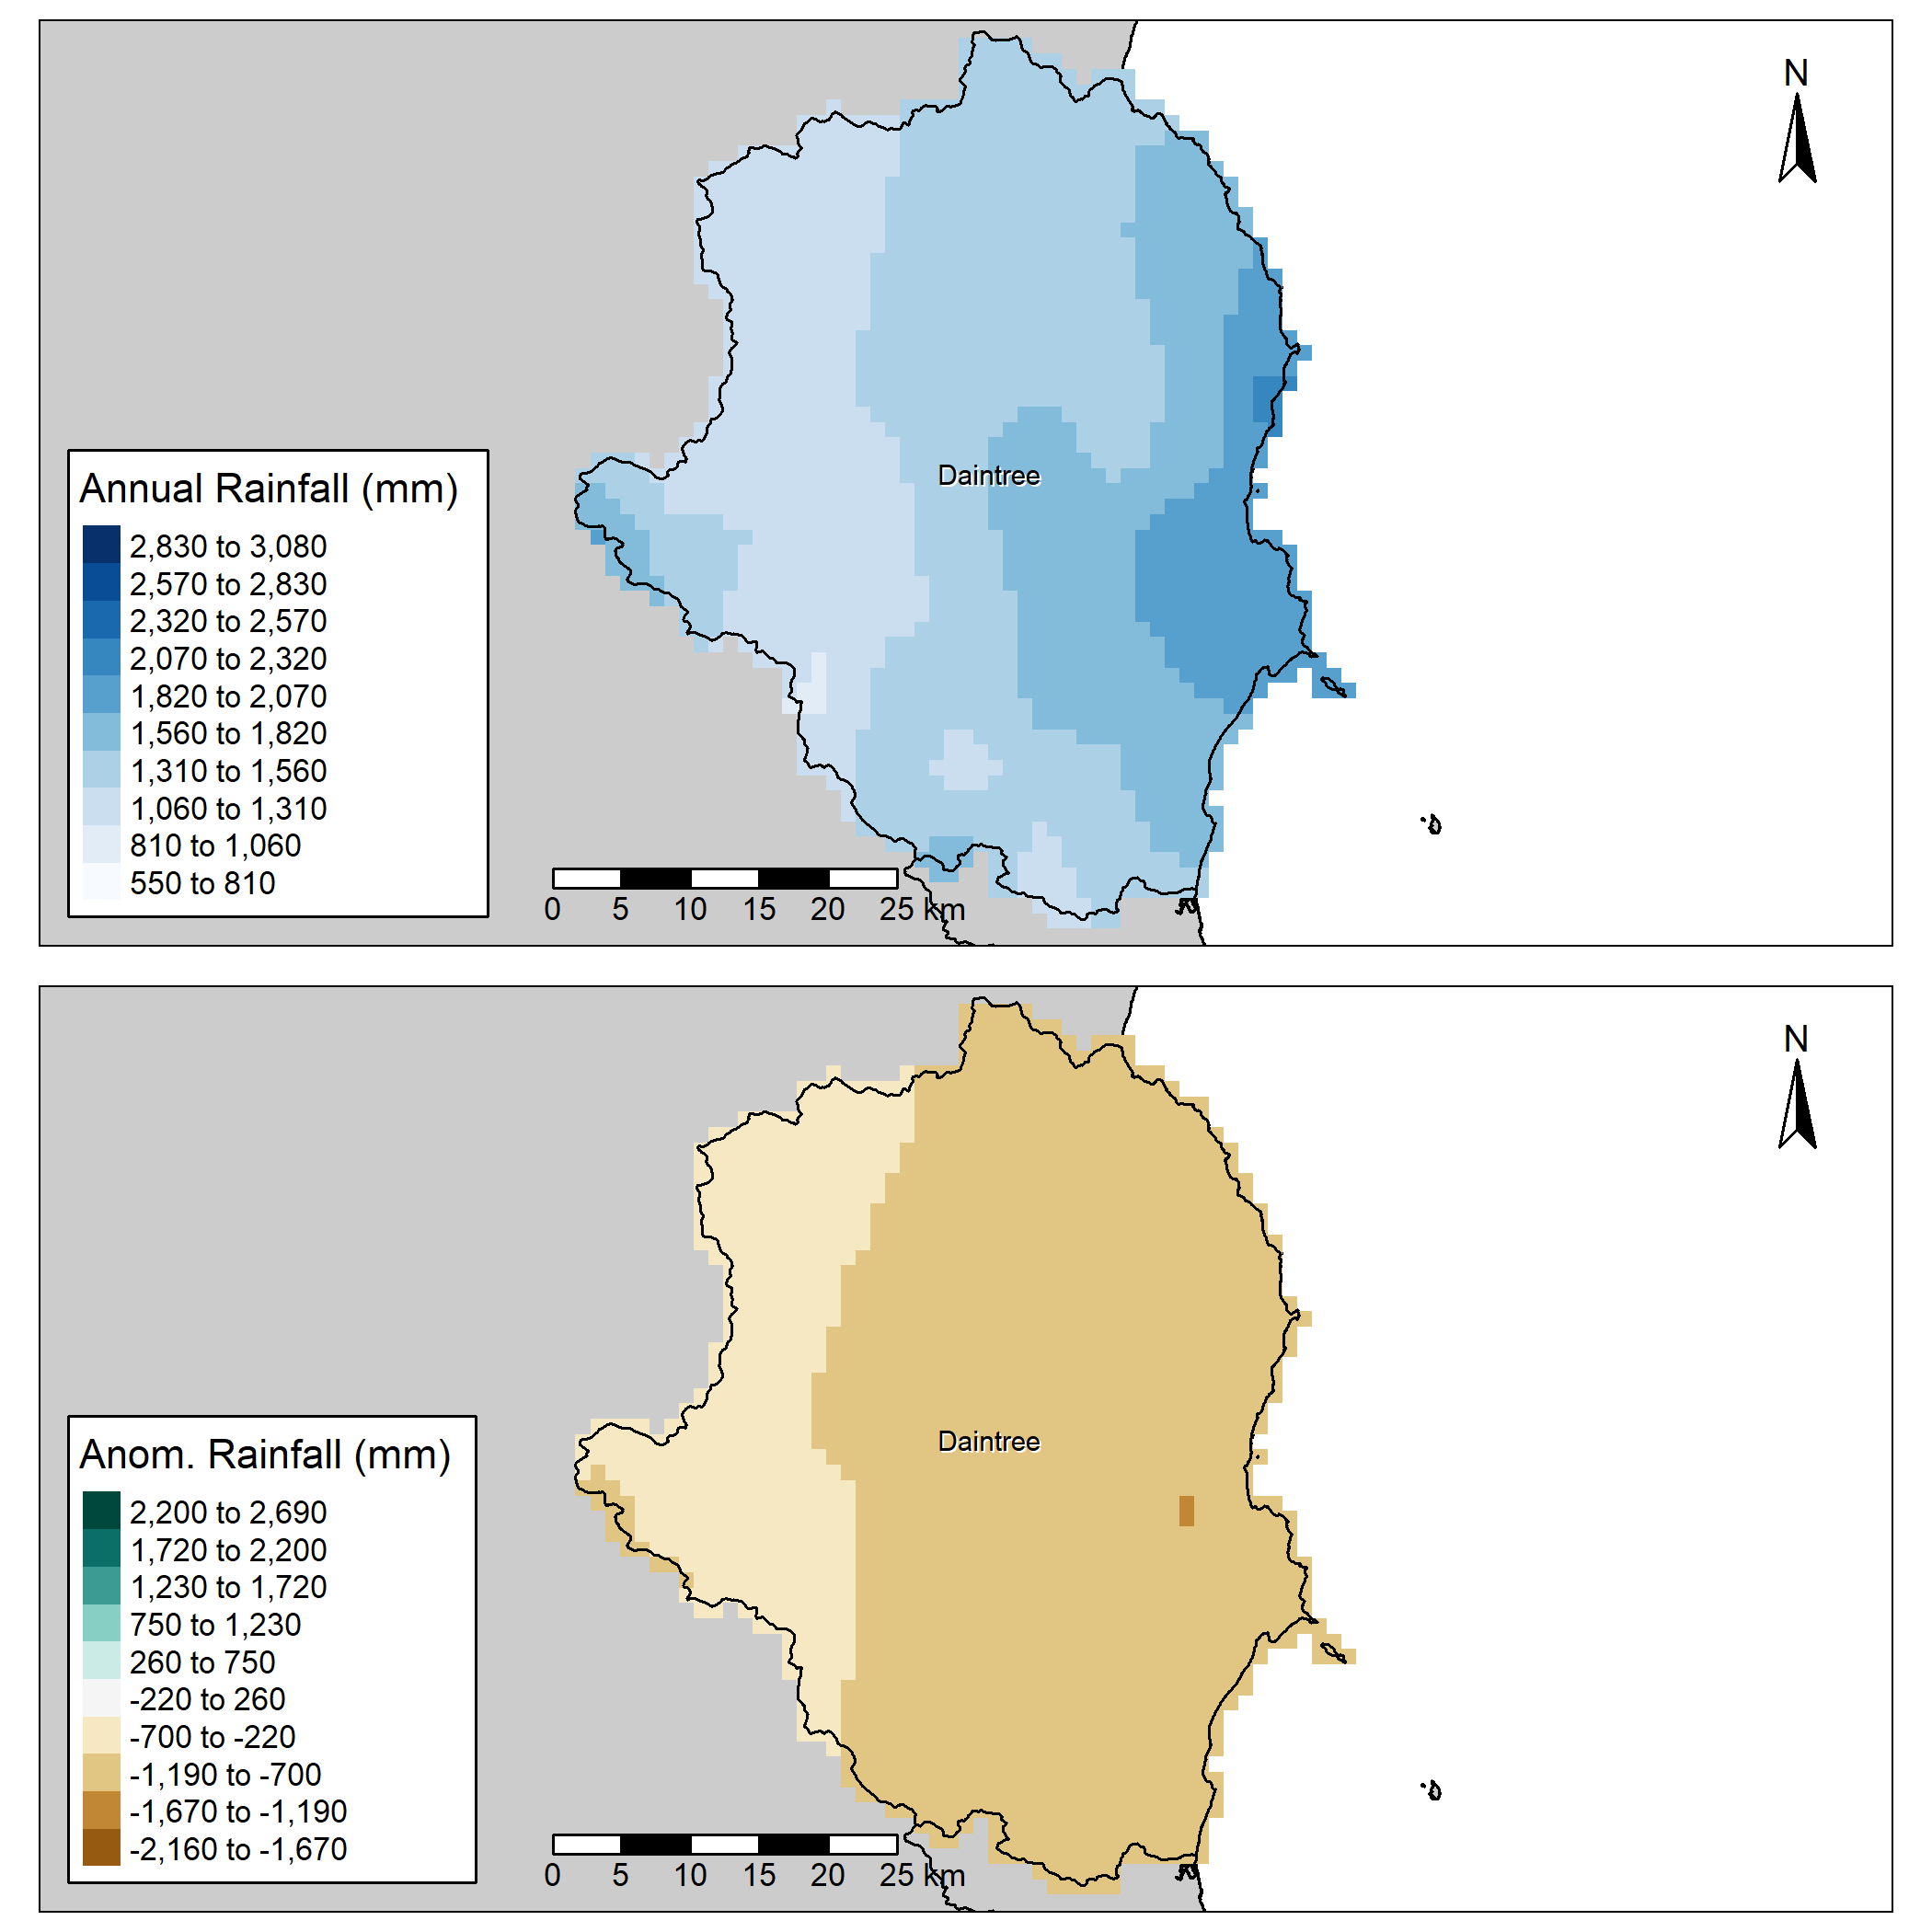 N
Daintree
Annual Rainfall (mm)
2,830 to 3,080
2,570 to 2,830
2,320 to 2,570
2,070 to 2,320
1,820 to 2,070
1,560 to 1,820
1,310 to 1,560
1,060 to 1,310
810 to 1,060
550 to 810
0 5 10 15 20 25 km
N
Daintree
Anom. Rainfall (mm)
2,200 to 2,690
1,720 to 2,200
1,230 to 1,720
750 to 1,230
260 to 750
-220 to 260
-700 to -220
-1,190 to -700
-1,670 to -1,190
-2,160 to -1,670
0 5 10 15 20 25 km